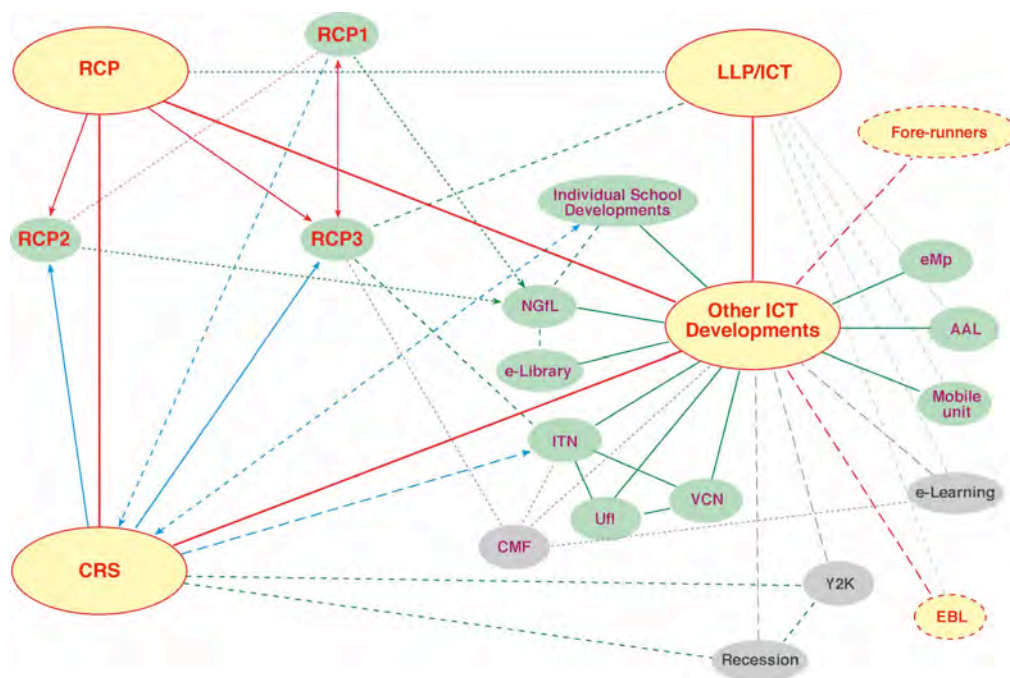 RCP1
RCP
LLP/ICT
Fore-runners
Individual School
Developments
RCP2
RCP3
eMp
NGfL
Other ICT
Developments
AAL
e-Library
Mobile
unit
ITN
e-Learning
VCN
UfI
CMF
CRS
Y2K
EBL
Recession